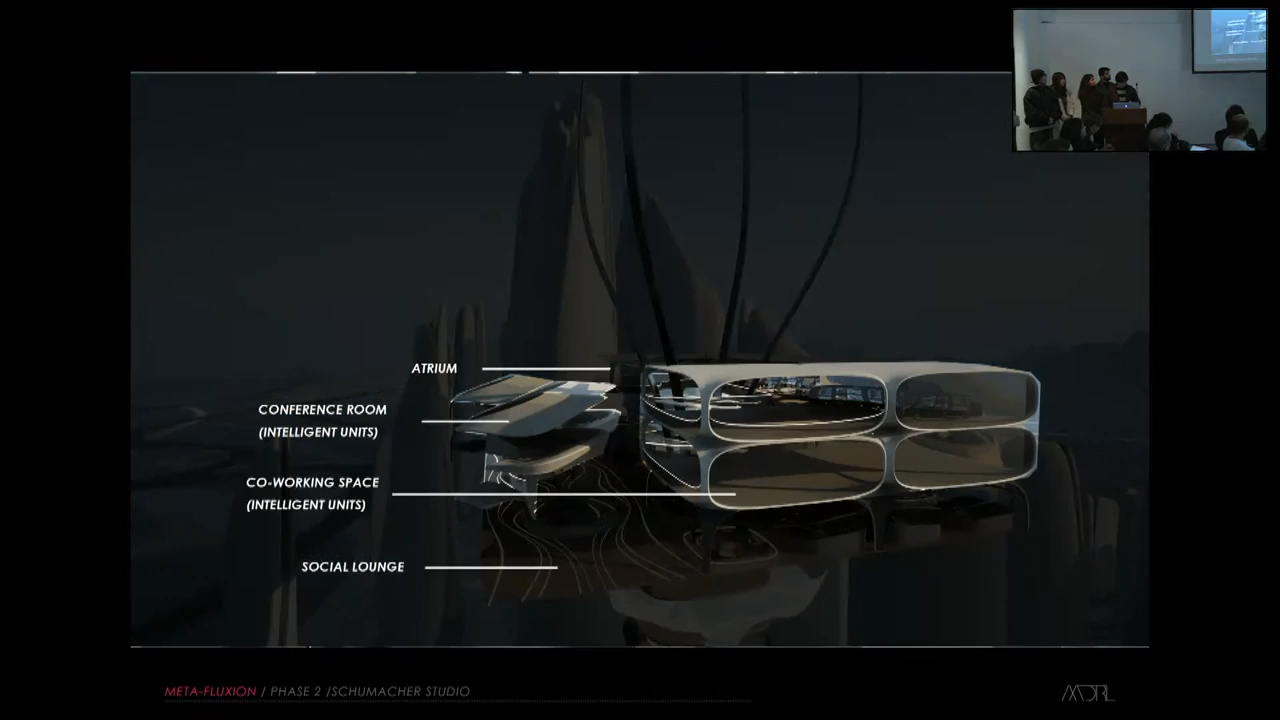 ATRIUM
CONFERENCE ROOM
(INTELLIGENT UNITS)
CO-WORKING SPACE
(INTELLIGENT UNITS)
SOCIAL LOUNGE
META-FLUXION / PHASE 2 /SCHUMACHER STUDIO